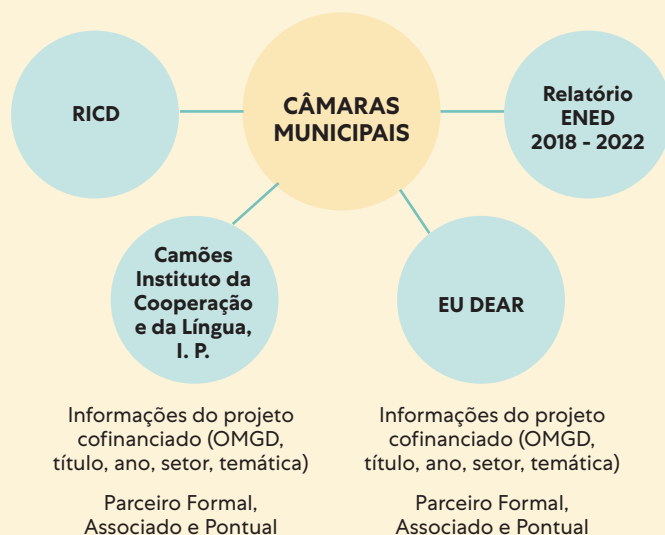 RICD
CÂMARAS
MUNICIPAIS
Relatório
ENED
2018 - 2022
Camões
Instituto da
Cooperação
e da Língua,
I. P.
EU DEAR
Informações do projeto
cofinanciado (OMGD,
título, ano, setor, temática)
Parceiro Formal,
Associado e Pontual
Informações do projeto
cofinanciado (OMGD,
título, ano, setor, temática)
Parceiro Formal,
Associado e Pontual